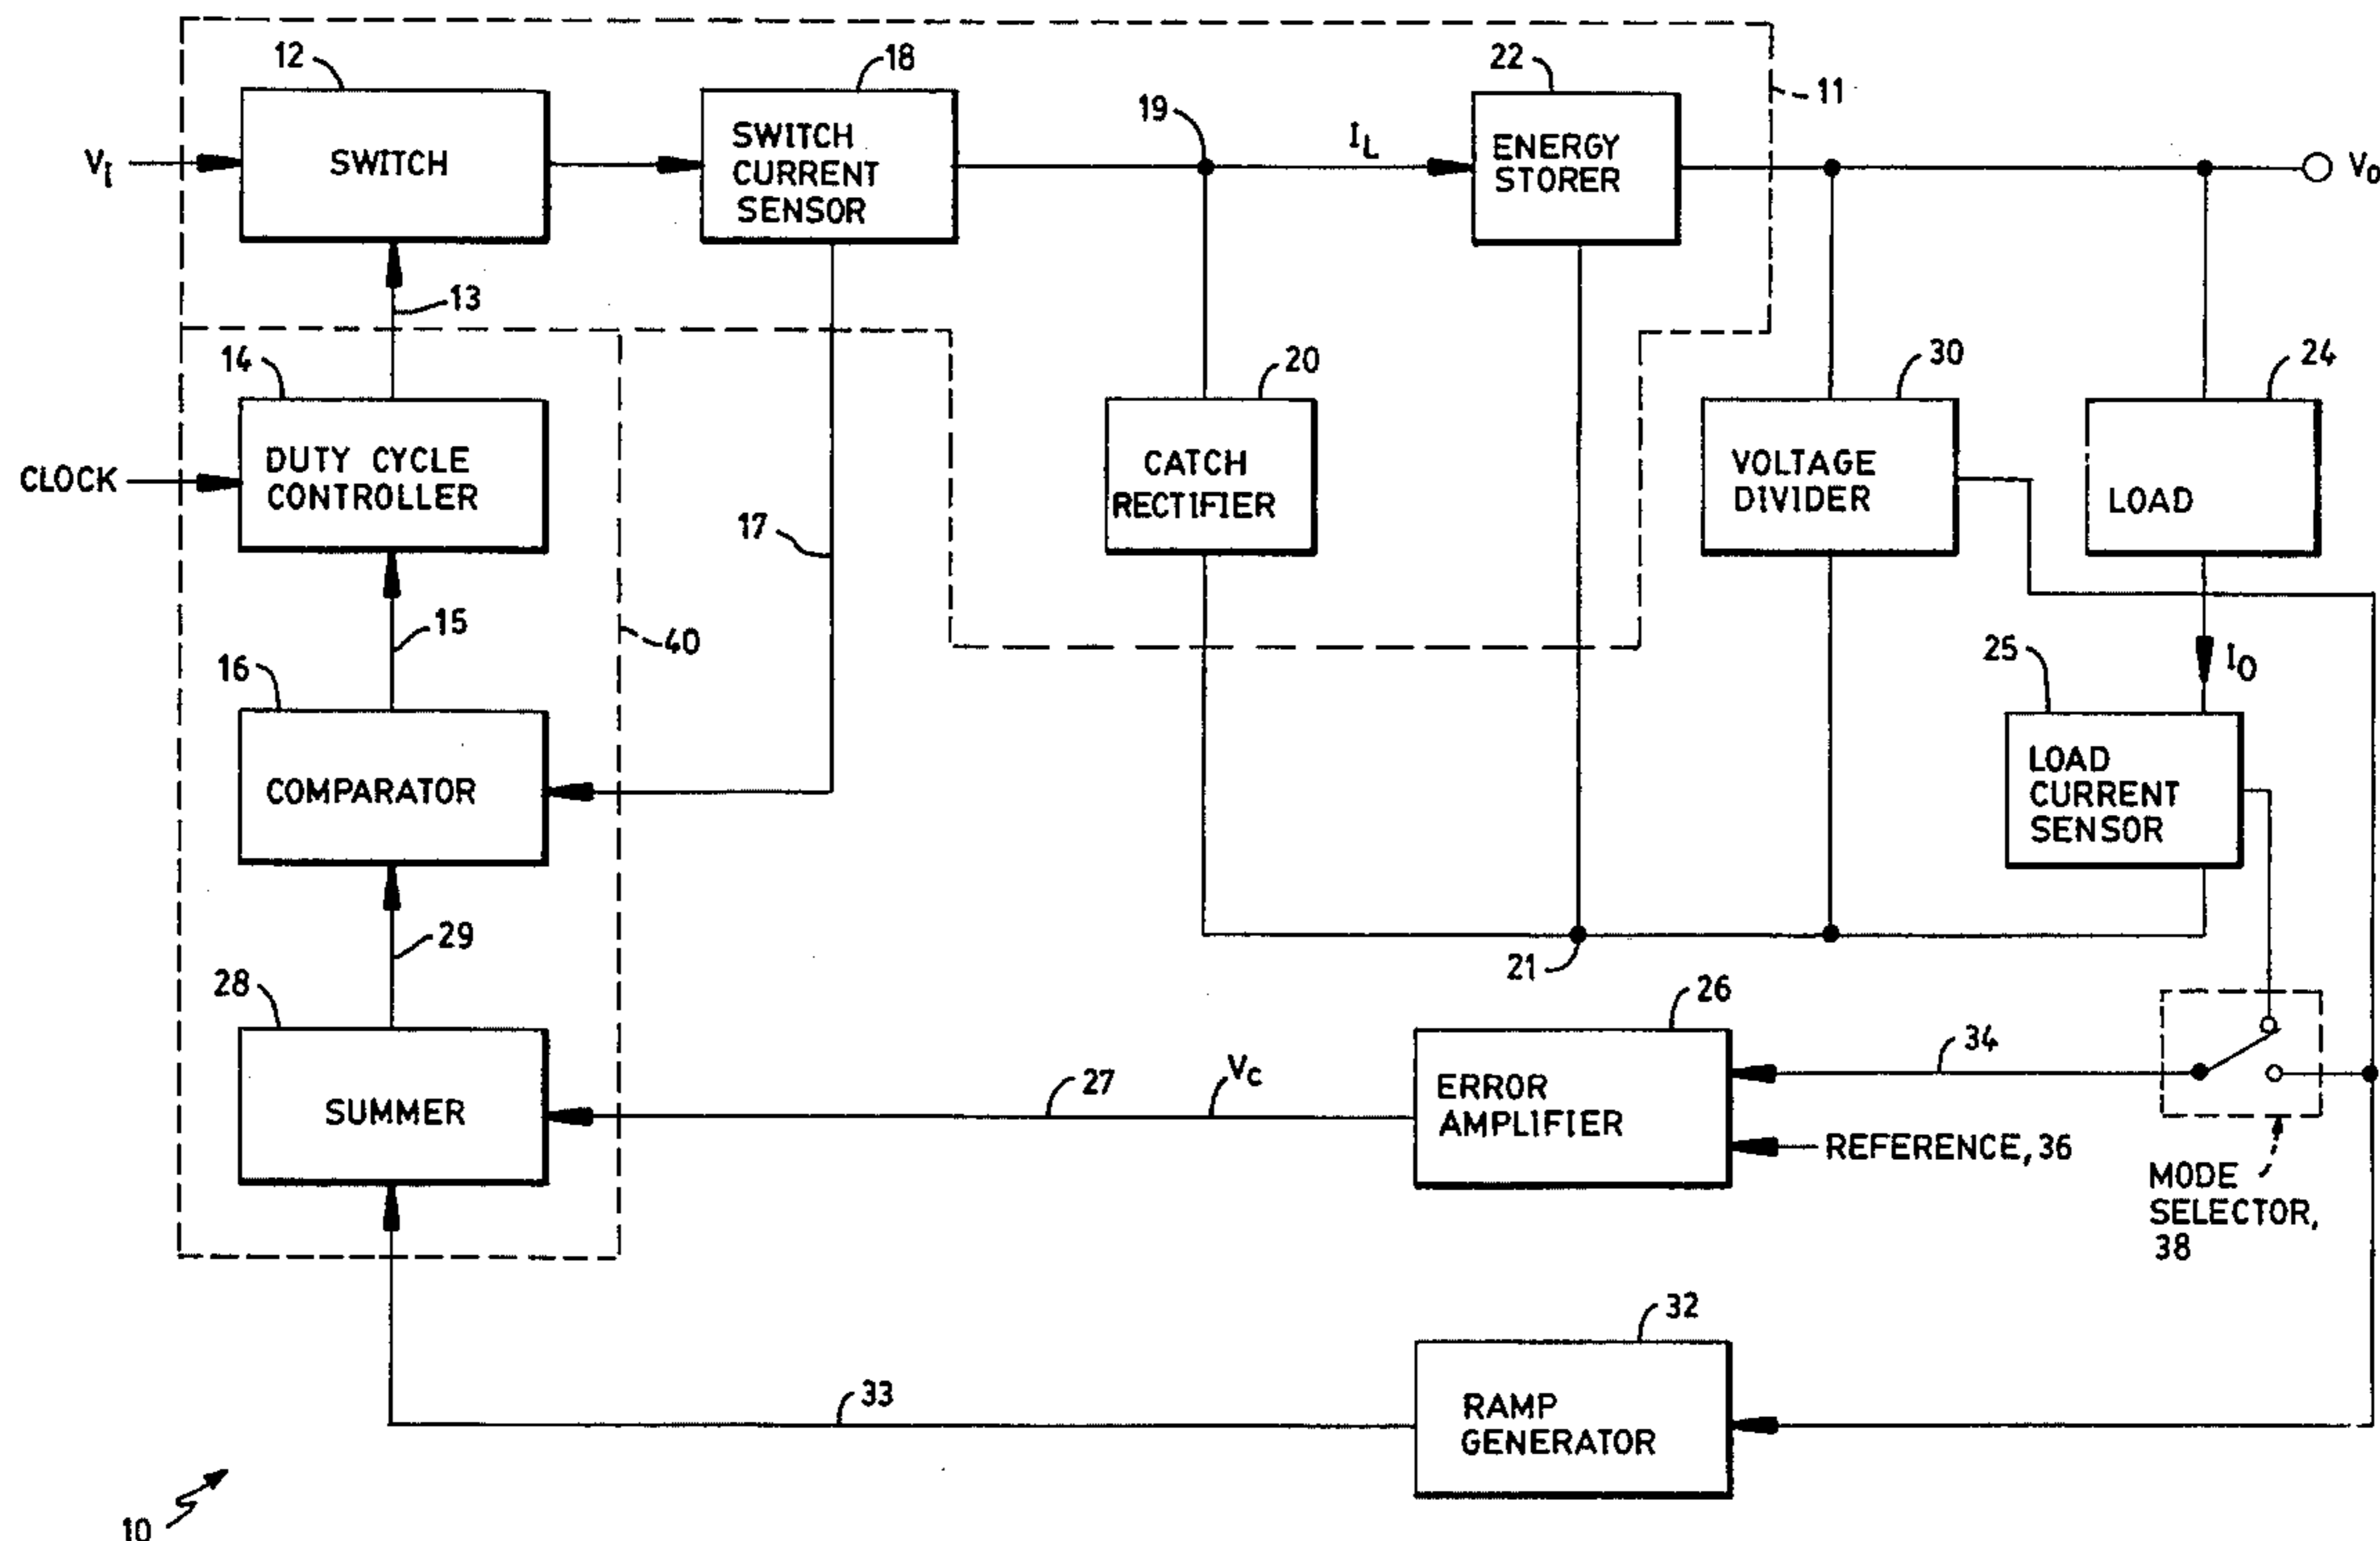 12
18
22
11
V_I
SWITCH
SWITCH
CURRENT
SENSOR
19
I_L
ENERGY
STORER
V_O
13
14
20
30
24
CLOCK
DUTY CYCLE
CONTROLLER
17
CATCH
RECTIFIER
VOLTAGE
DIVIDER
LOAD
15
40
16
25
I_O
COMPARATOR
LOAD
CURRENT
SENSOR
29
21
28
26
34
SUMMER
27
V_C
ERROR
AMPLIFIER
REFERENCE, 36
MODE
SELECTOR,
38
32
33
RAMP
GENERATOR
10